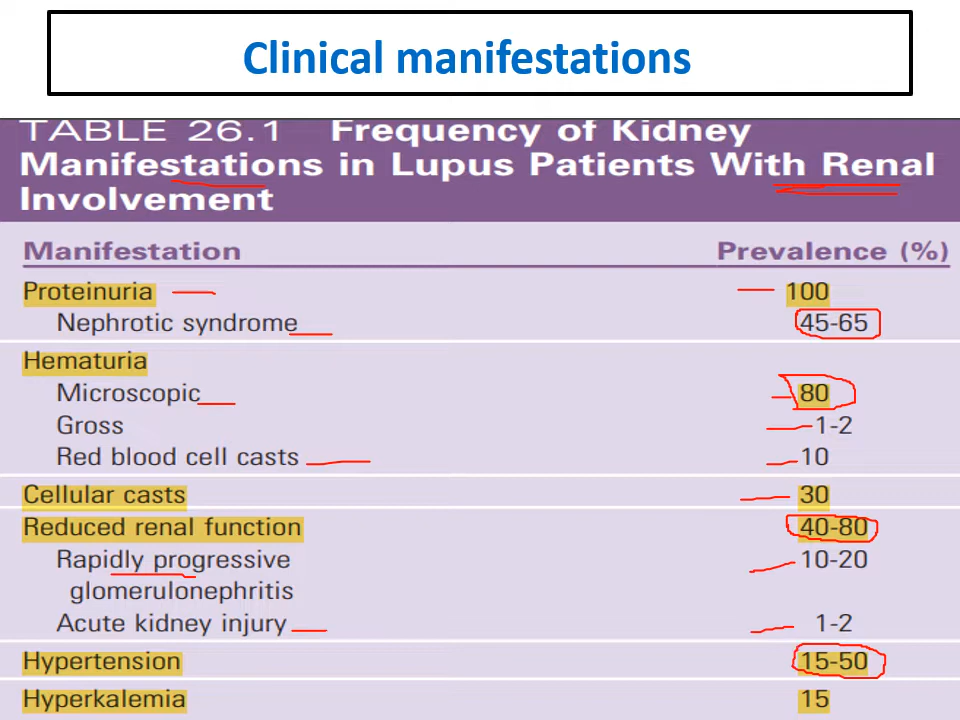 Clinical manifestations
TABLE 26.1 Frequency of Kidney
Manifestations in Lupus Patients With Renal
Involvement
Manifestation Prevalence (%)
Proteinuria 100
Nephrotic syndrome 45-65
Hematuria
Microscopic 80
Gross 1-2
Red blood cell casts 10
Cellular casts 30
Reduced renal function 40-80
Rapidly progressive 10-20
glomerulonephritis
Acute kidney injury 1-2
Hypertension 15-50
Hyperkalemia 15